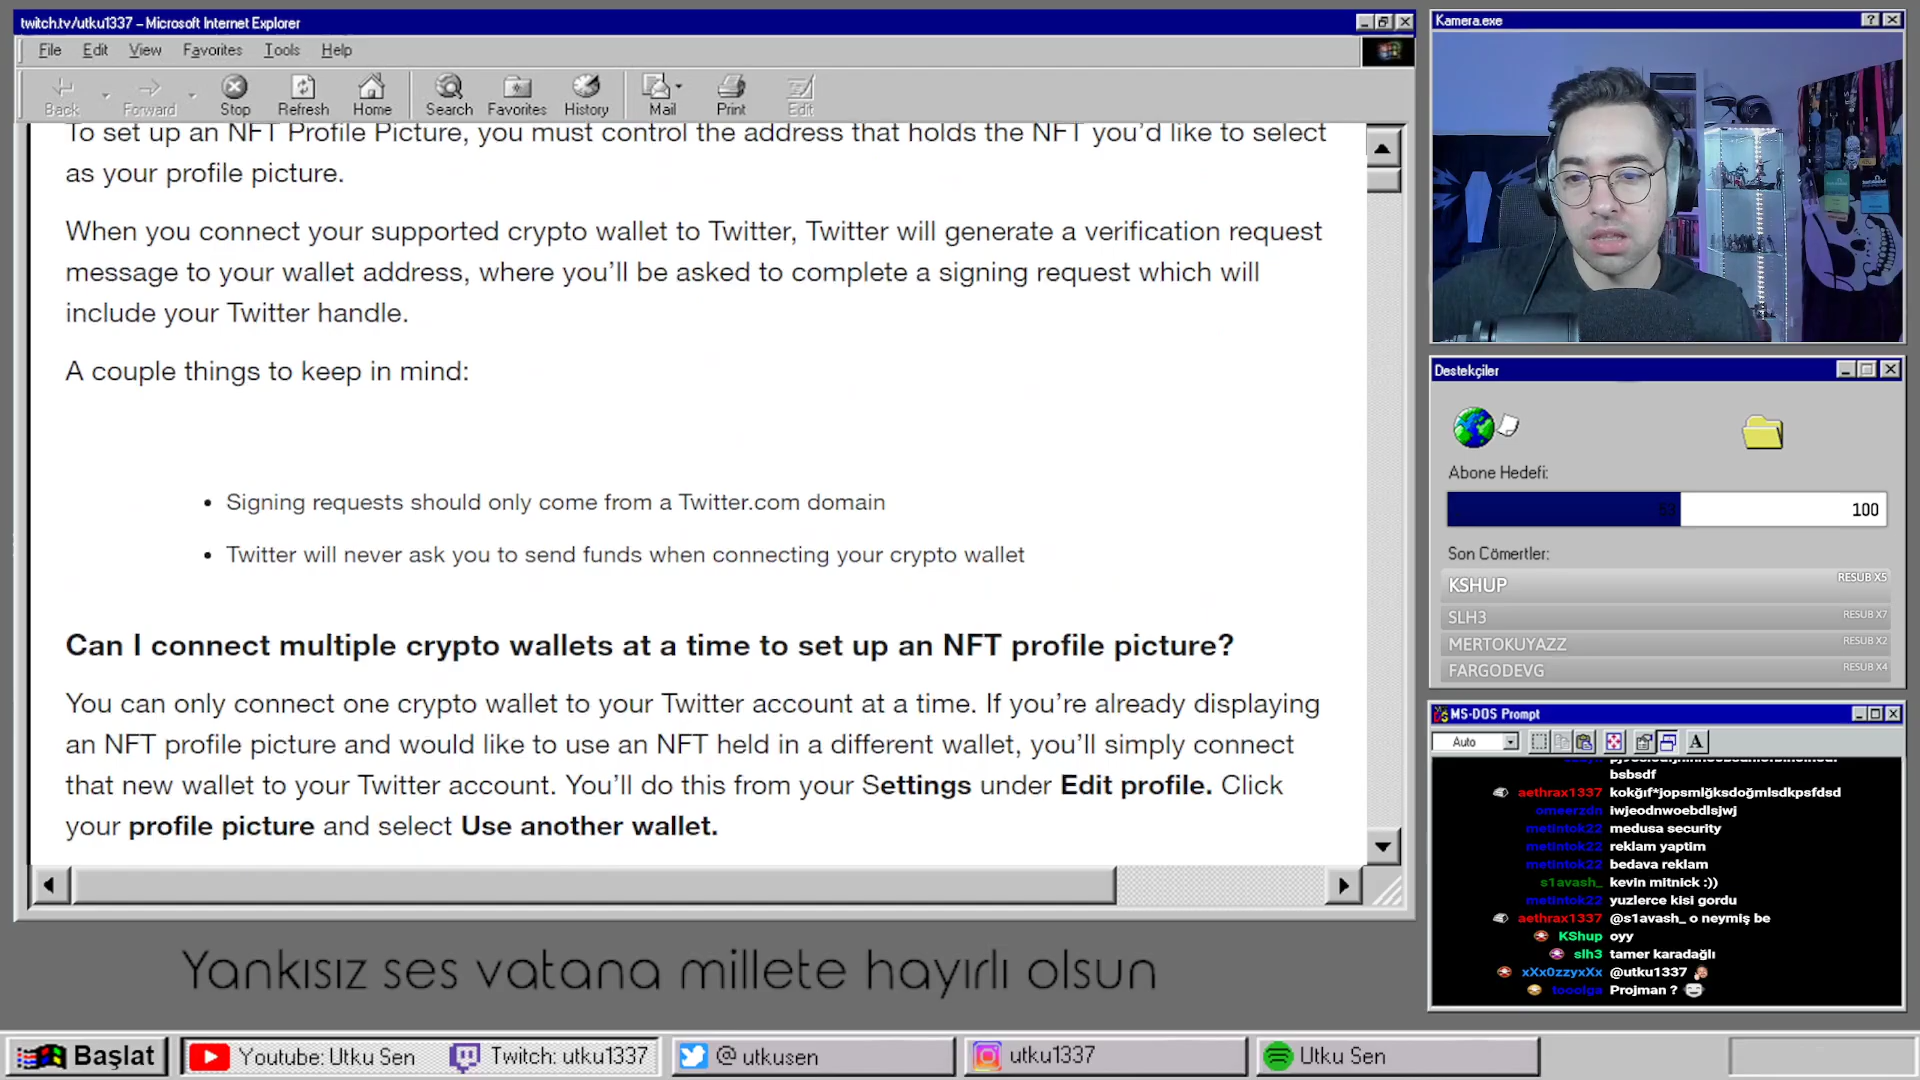 twitch.tv/utku1337 – Microsoft Internet Explorer
File Edit View Favorites Tools Help
Back Forward Stop Refresh Home Search Favorites History Mail Print Edit
To set up an NFT Profile Picture, you must control the address that holds the NFT you’d like to select
as your profile picture.
When you connect your supported crypto wallet to Twitter, Twitter will generate a verification request
message to your wallet address, where you’ll be asked to complete a signing request which will
include your Twitter handle.
A couple things to keep in mind:
• Signing requests should only come from a Twitter.com domain
• Twitter will never ask you to send funds when connecting your crypto wallet
Can I connect multiple crypto wallets at a time to set up an NFT profile picture?
You can only connect one crypto wallet to your Twitter account at a time. If you’re already displaying
an NFT profile picture and would like to use an NFT held in a different wallet, you’ll simply connect
that new wallet to your Twitter account. You’ll do this from your Settings under Edit profile. Click
your profile picture and select Use another wallet.
Yankısız ses vatana millete hayırlı olsun
Kamera.exe
Destekçiler
Abone Hedefi:
53 100
Son Cömertler:
KSHUP RESUB X5
SLH3 RESUB X7
MERTOKUYAZZ RESUB X2
FARGODEVG RESUB X4
MS-DOS Prompt
Auto A
bsbsdf
aethrax1337 kokğıf*jopsmlğksdoğmlsdkpsfdsd
omeerzdn iwjeodnwoebdlsjwj
metintok22 medusa security
metintok22 reklam yaptim
metintok22 bedava reklam
s1avash_ kevin mitnick :))
metintok22 yuzlerce kisi gordu
aethrax1337 @s1avash_ o neymiş be
KShup oyy
slh3 tamer karadağlı
xXx0zzyxXx @utku1337
tooolga Projman ?
Başlat
Youtube: Utku Sen
Twitch: utku1337
@utkusen
utku1337
Utku Sen